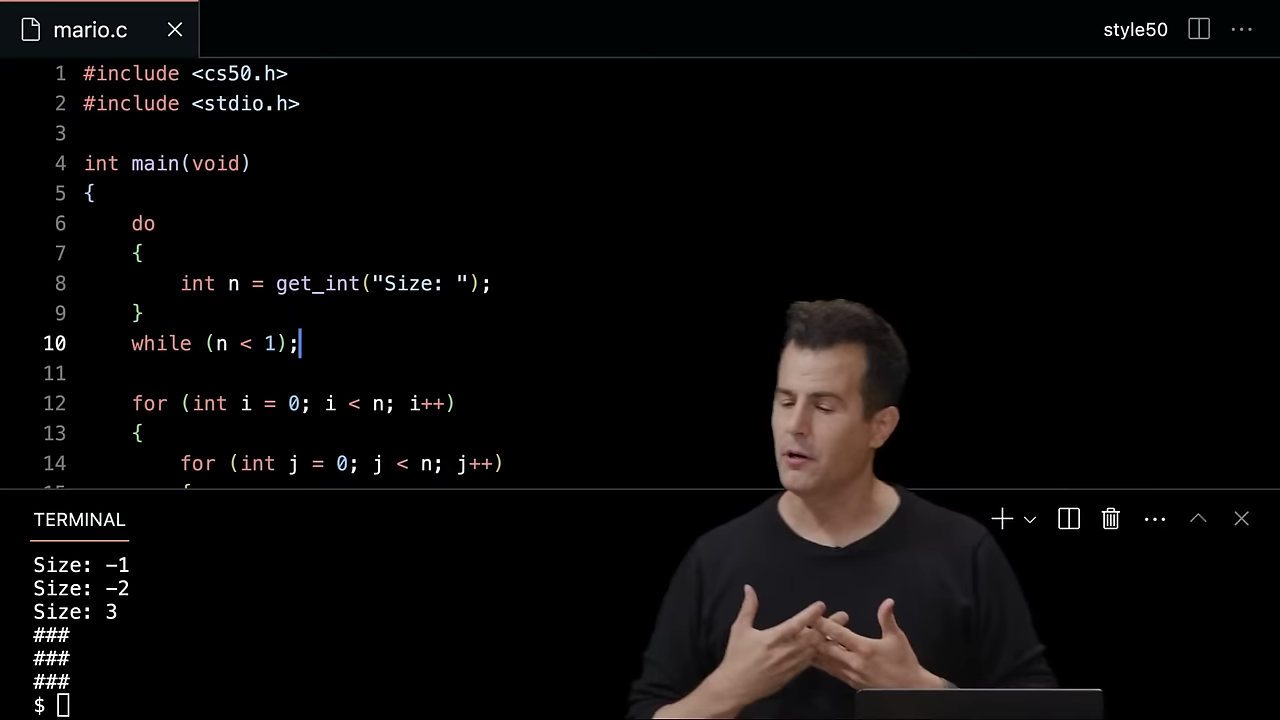 mario.c
style50
1 #include <cs50.h>
2 #include <stdio.h>
3
4 int main(void)
5 {
6     do
7     {
8         int n = get_int("Size: ");
9     }
10     while (n < 1);
11
12     for (int i = 0; i < n; i++)
13     {
14         for (int j = 0; j < n; j++)
TERMINAL
Size: -1
Size: -2
Size: 3
###
###
###
$